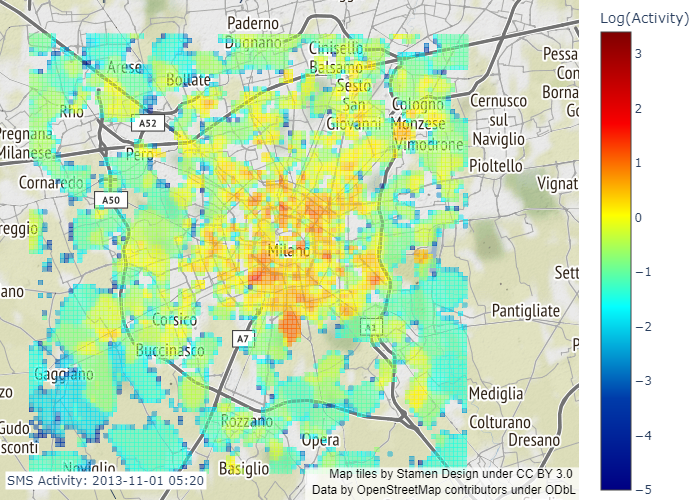 Log(Activity)
3
2
1
0
−1
−2
−3
−4
−5
Paderno
Dugnano
Cinisello
Balsamo
Arese
Bollate
Sesto
San
Giovanni
Cologno
Monzese
Cernusco
sul
Naviglio
Pessa
Con
Borna
Go
Rho
A52
Pregnana
Milanese
Pero
Vimodrone
Pioltello
Cornaredo
A50
Vignat
reggio
Milano
Sett
ano
Pantigliate
Corsico
A7
A1
Buccinasco
P
Gaggiano
zo
Mediglia
Rozzano
Colturano
Dresano
Gudo
sconti
Opera
Noviglio
Basiglio
SMS Activity: 2013-11-01 05:20
Map tiles by Stamen Design under CC BY 3.0
Data by OpenStreetMap contributors under ODbL